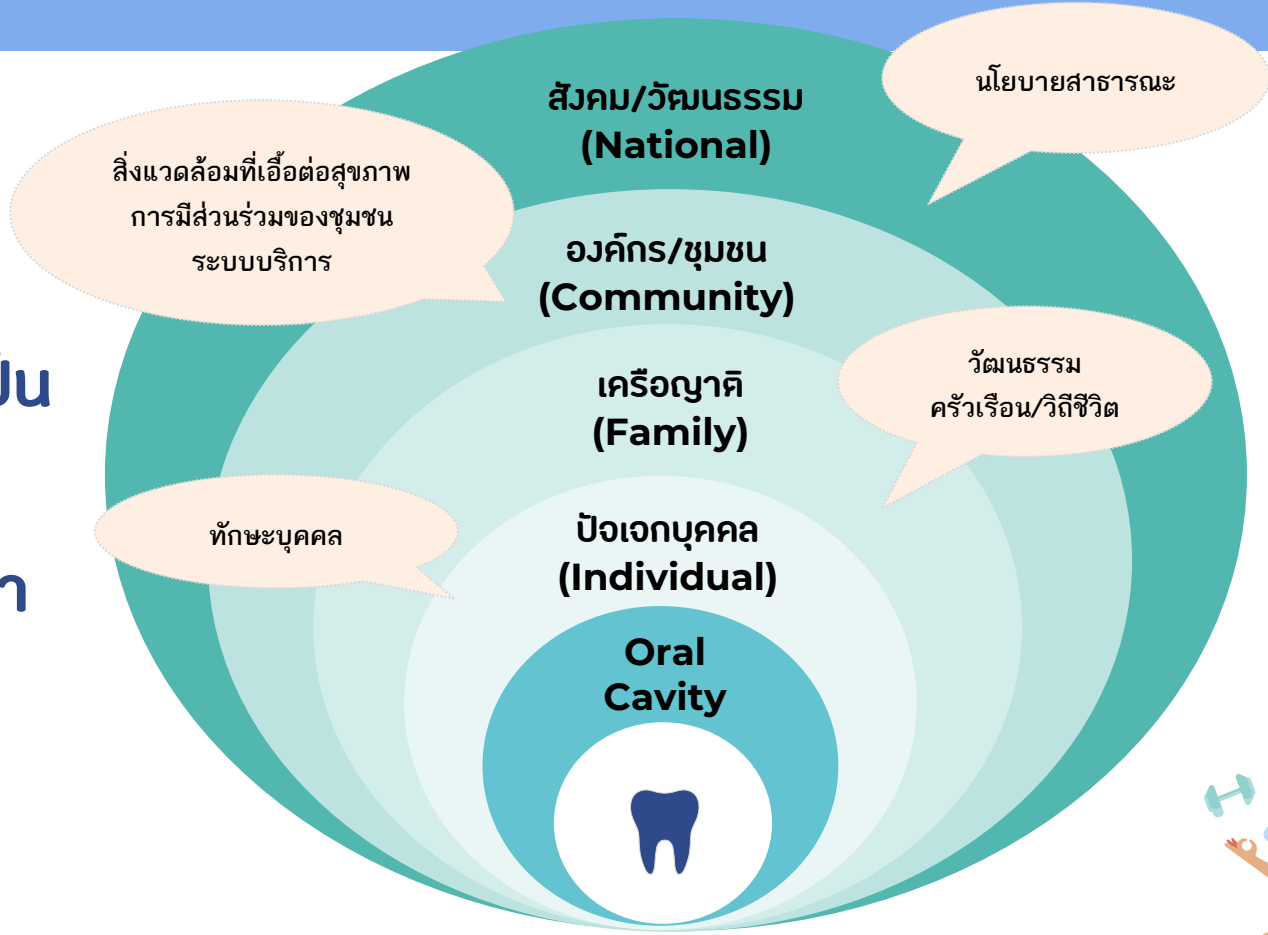 สังคม/วัฒนธรรม
(National)
นโยบายสาธารณะ
สิ่งแวดล้อมที่เอื้อต่อสุขภาพ
การมีส่วนร่วมของชุมชน
ระบบบริการ
องค์กร/ชุมชน
(Community)
วัฒนธรรม
ครัวเรือน/วิถีชีวิต
เครือญาติ
(Family)
ทักษะบุคคล
ปัจเจกบุคคล
(Individual)
Oral
Cavity